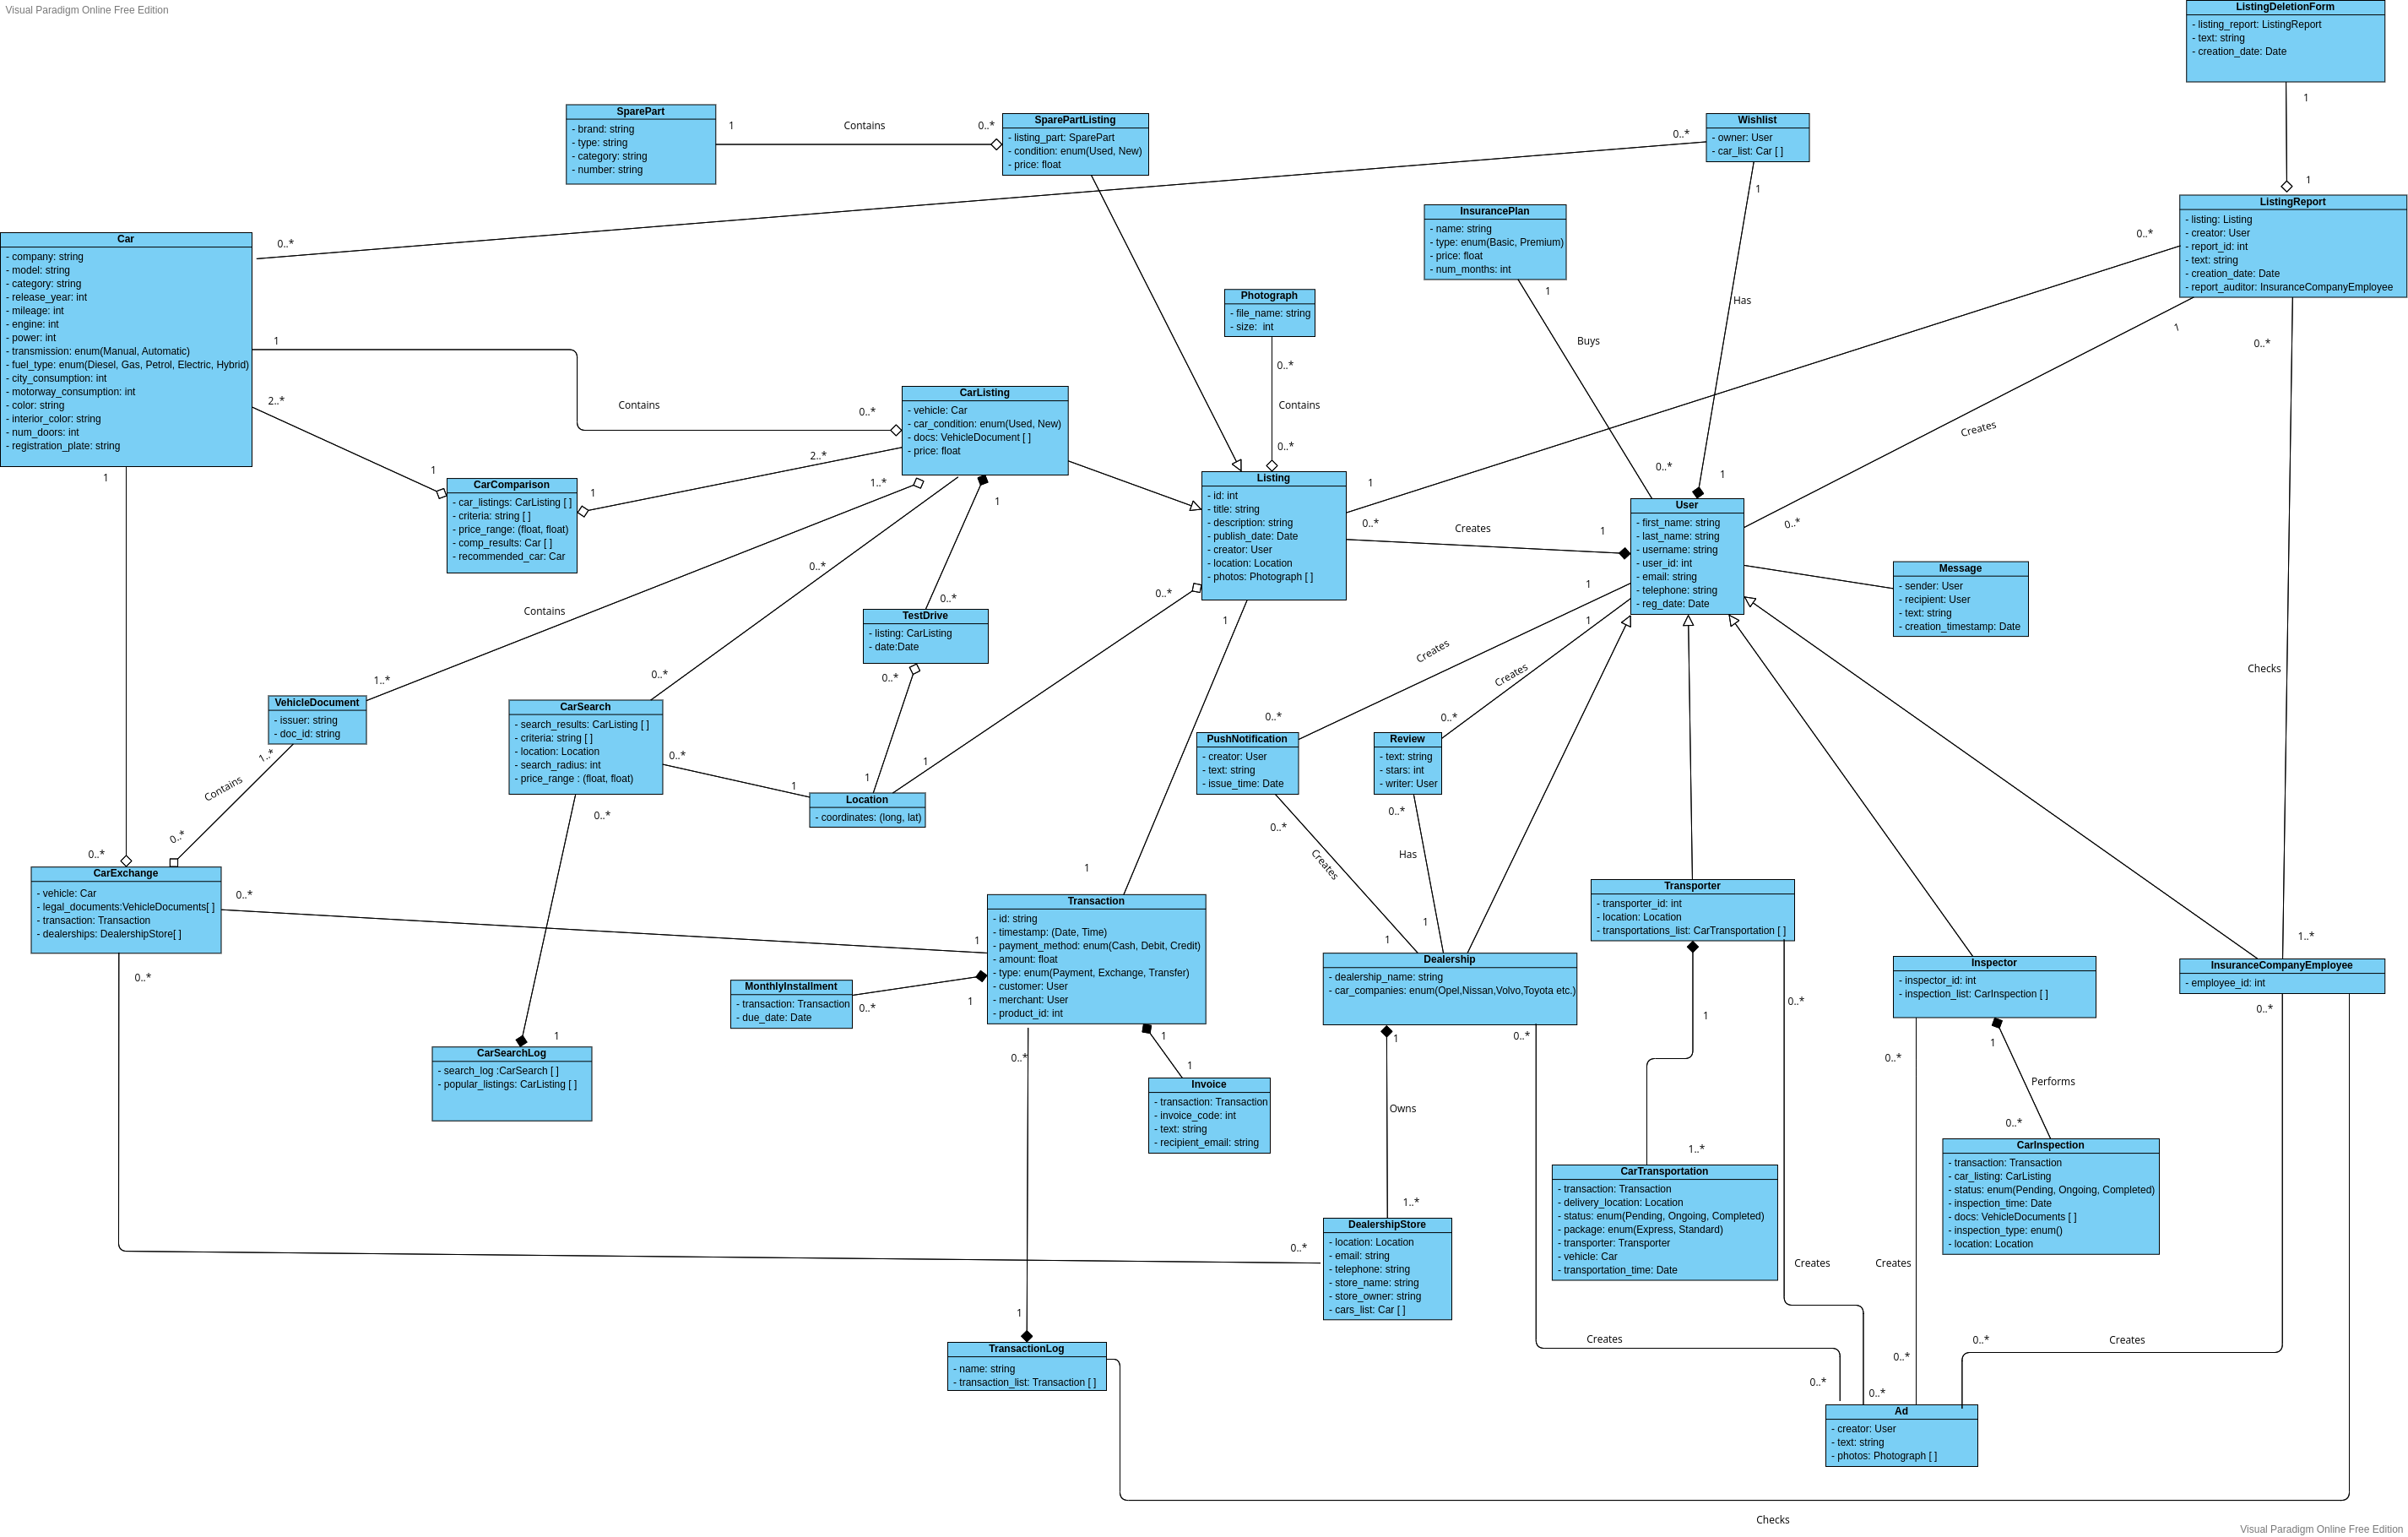 Visual Paradigm Online Free Edition
ListingDeletionForm
- listing_report: ListingReport
- text: string
- creation_date: Date
1
1
SparePart
- brand: string
- type: string
- category: string
- number: string
1
Contains
0..*
SparePartListing
- listing_part: SparePart
- condition: enum(Used, New)
- price: float
0..*
Wishlist
- owner: User
- car_list: Car [ ]
1
Has
1
InsurancePlan
- name: string
- type: enum(Basic, Premium)
- price: float
- num_months: int
1
Buys
0..*
ListingReport
- listing: Listing
- creator: User
- report_id: int
- text: string
- creation_date: Date
- report_auditor: InsuranceCompanyEmployee
0..*
1
0..*
Creates
0..*
Checks
1..*
Car
- company: string
- model: string
- category: string
- release_year: int
- mileage: int
- engine: int
- power: int
- transmission: enum(Manual, Automatic)
- fuel_type: enum(Diesel, Gas, Petrol, Electric, Hybrid)
- city_consumption: int
- motorway_consumption: int
- color: string
- interior_color: string
- num_doors: int
- registration_plate: string
0..*
1
2..*
1
Contains
0..*
Photograph
- file_name: string
- size:  int
0..*
Contains
0..*
CarListing
- vehicle: Car
- car_condition: enum(Used, New)
- docs: VehicleDocument [ ]
- price: float
2..*
1..*
1
0..*
1
1
CarComparison
- car_listings: CarListing [ ]
- criteria: string [ ]
- price_range: (float, float)
- comp_results: Car [ ]
- recommended_car: Car
Listing
- id: int
- title: string
- description: string
- publish_date: Date
- creator: User
- location: Location
- photos: Photograph [ ]
1
0..*
Creates
1
0..*
1
User
- first_name: string
- last_name: string
- username: string
- user_id: int
- email: string
- telephone: string
- reg_date: Date
1
1
Creates
Creates
0..*
0..*
Message
- sender: User
- recipient: User
- text: string
- creation_timestamp: Date
Contains
1..*
0..*
TestDrive
- listing: CarListing
- date:Date
0..*
1
VehicleDocument
- issuer: string
- doc_id: string
1..*
Contains
0..*
0..*
CarSearch
- search_results: CarListing [ ]
- criteria: string [ ]
- location: Location
- search_radius: int
- price_range : (float, float)
0..*
1
0..*
1
Location
- coordinates: (long, lat)
PushNotification
- creator: User
- text: string
- issue_time: Date
0..*
Creates
1
Review
- text: string
- stars: int
- writer: User
0..*
Has
1
0..*
CarExchange
- vehicle: Car
- legal_documents:VehicleDocuments[ ]
- transaction: Transaction
- dealerships: DealershipStore[ ]
0..*
1
0..*
0..*
1
Transaction
- id: string
- timestamp: (Date, Time)
- payment_method: enum(Cash, Debit, Credit)
- amount: float
- type: enum(Payment, Exchange, Transfer)
- customer: User
- merchant: User
- product_id: int
MonthlyInstallment
- transaction: Transaction
- due_date: Date
0..*
1
1
1
0..*
1
Invoice
- transaction: Transaction
- invoice_code: int
- text: string
- recipient_email: string
1
CarSearchLog
- search_log :CarSearch [ ]
- popular_listings: CarListing [ ]
Dealership
- dealership_name: string
- car_companies: enum(Opel,Nissan,Volvo,Toyota etc.)
1
Owns
1..*
0..*
Creates
0..*
DealershipStore
- location: Location
- email: string
- telephone: string
- store_name: string
- store_owner: string
- cars_list: Car [ ]
Transporter
- transporter_id: int
- location: Location
- transportations_list: CarTransportation [ ]
1
1..*
0..*
Creates
0..*
CarTransportation
- transaction: Transaction
- delivery_location: Location
- status: enum(Pending, Ongoing, Completed)
- package: enum(Express, Standard)
- transporter: Transporter
- vehicle: Car
- transportation_time: Date
Inspector
- inspector_id: int
- inspection_list: CarInspection [ ]
0..*
Creates
0..*
1
Performs
0..*
CarInspection
- transaction: Transaction
- car_listing: CarListing
- status: enum(Pending, Ongoing, Completed)
- inspection_time: Date
- docs: VehicleDocuments [ ]
- inspection_type: enum()
- location: Location
InsuranceCompanyEmployee
- employee_id: int
0..*
Creates
0..*
TransactionLog
- name: string
- transaction_list: Transaction [ ]
Ad
- creator: User
- text: string
- photos: Photograph [ ]
Checks
Visual Paradigm Online Free Edition